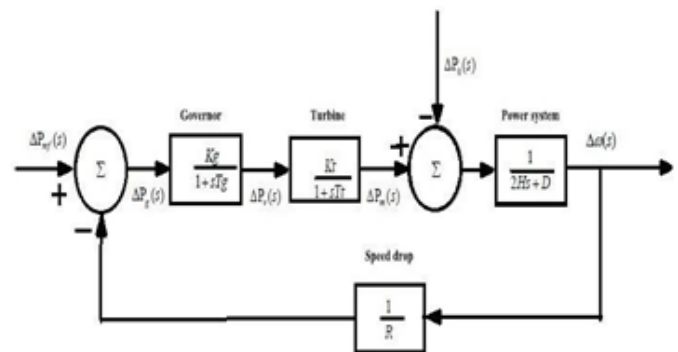 ΔP_L(s)
Governor
Turbine
Power system
ΔP_ref(s)
Σ
Kg
1+sTg
Kt
1+sTt
Σ
1
2Hs+D
Δω(s)
ΔP_g(s)
ΔP_v(s)
ΔP_m(s)
+
−
+
−
Speed drop
1
R